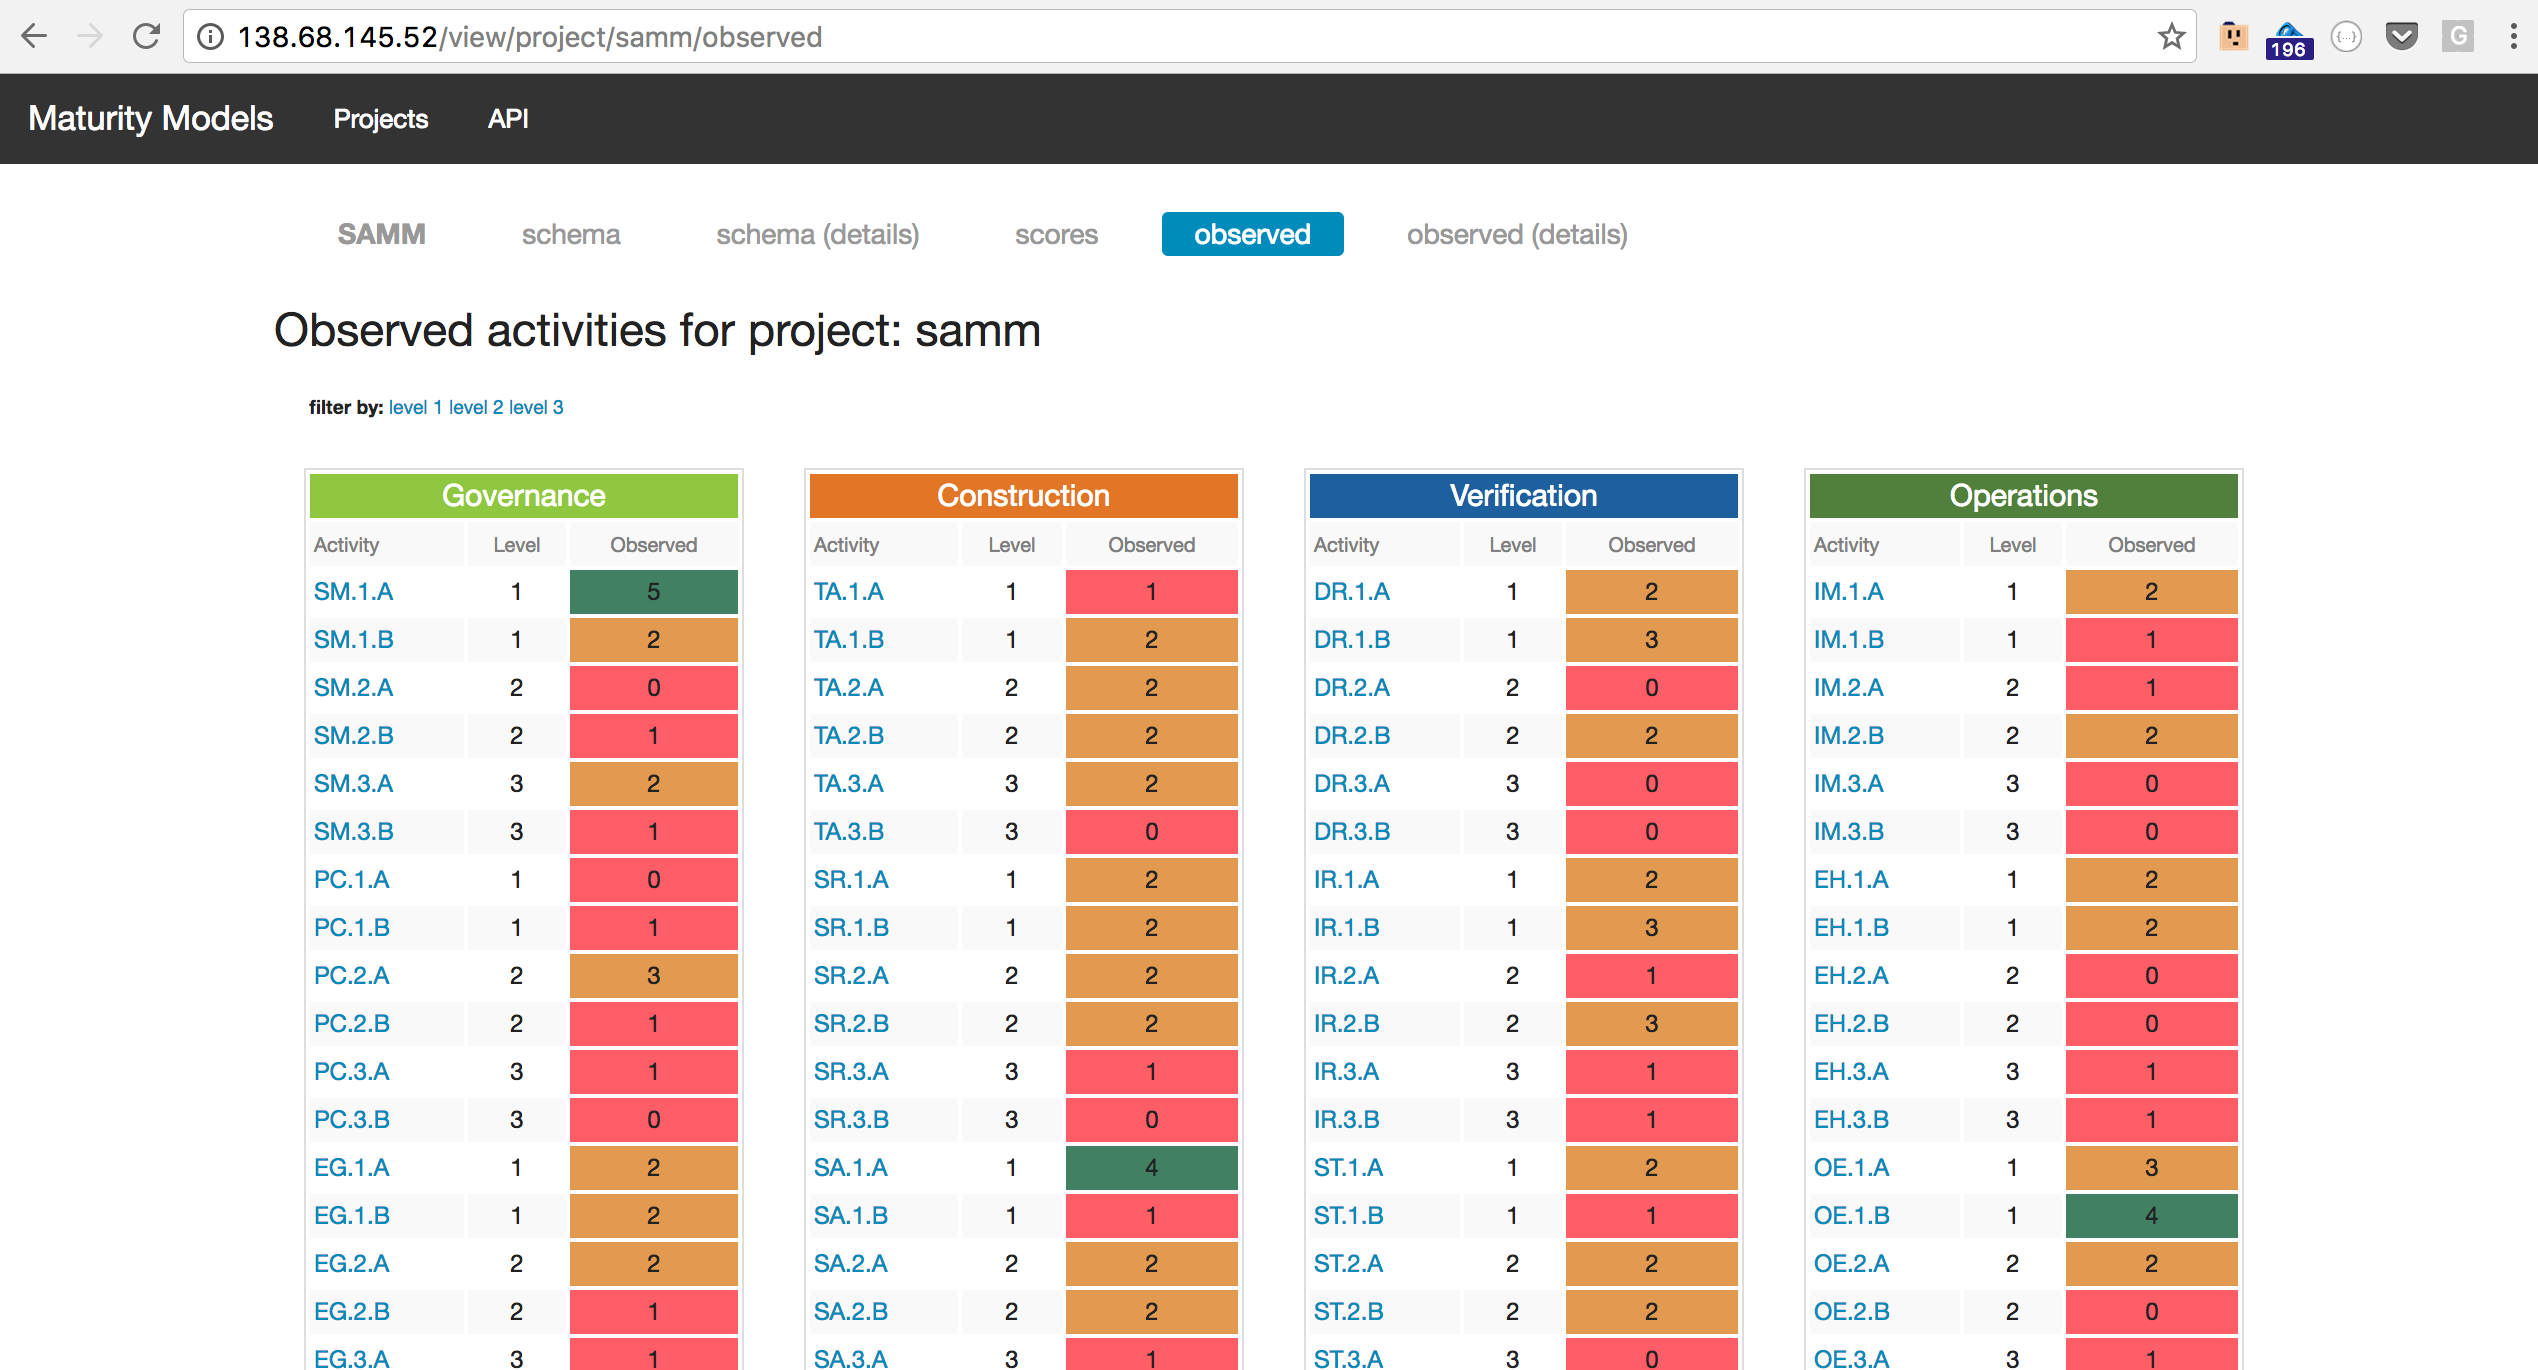 138.68.145.52/view/project/samm/observed
196
{...}
G
Maturity Models Projects API
SAMM schema schema (details) scores observed observed (details)
Observed activities for project: samm
filter by: level 1 level 2 level 3
Governance
Activity Level Observed
SM.1.A 1 5
SM.1.B 1 2
SM.2.A 2 0
SM.2.B 2 1
SM.3.A 3 2
SM.3.B 3 1
PC.1.A 1 0
PC.1.B 1 1
PC.2.A 2 3
PC.2.B 2 1
PC.3.A 3 1
PC.3.B 3 0
EG.1.A 1 2
EG.1.B 1 2
EG.2.A 2 2
EG.2.B 2 1
EG.3.A 3 1
Construction
Activity Level Observed
TA.1.A 1 1
TA.1.B 1 2
TA.2.A 2 2
TA.2.B 2 2
TA.3.A 3 2
TA.3.B 3 0
SR.1.A 1 2
SR.1.B 1 2
SR.2.A 2 2
SR.2.B 2 2
SR.3.A 3 1
SR.3.B 3 0
SA.1.A 1 4
SA.1.B 1 1
SA.2.A 2 2
SA.2.B 2 2
SA.3.A 3 1
Verification
Activity Level Observed
DR.1.A 1 2
DR.1.B 1 3
DR.2.A 2 0
DR.2.B 2 2
DR.3.A 3 0
DR.3.B 3 0
IR.1.A 1 2
IR.1.B 1 3
IR.2.A 2 1
IR.2.B 2 3
IR.3.A 3 1
IR.3.B 3 1
ST.1.A 1 2
ST.1.B 1 1
ST.2.A 2 2
ST.2.B 2 2
ST.3.A 3 0
Operations
Activity Level Observed
IM.1.A 1 2
IM.1.B 1 1
IM.2.A 2 1
IM.2.B 2 2
IM.3.A 3 0
IM.3.B 3 0
EH.1.A 1 2
EH.1.B 1 2
EH.2.A 2 0
EH.2.B 2 0
EH.3.A 3 1
EH.3.B 3 1
OE.1.A 1 3
OE.1.B 1 4
OE.2.A 2 2
OE.2.B 2 0
OE.3.A 3 1